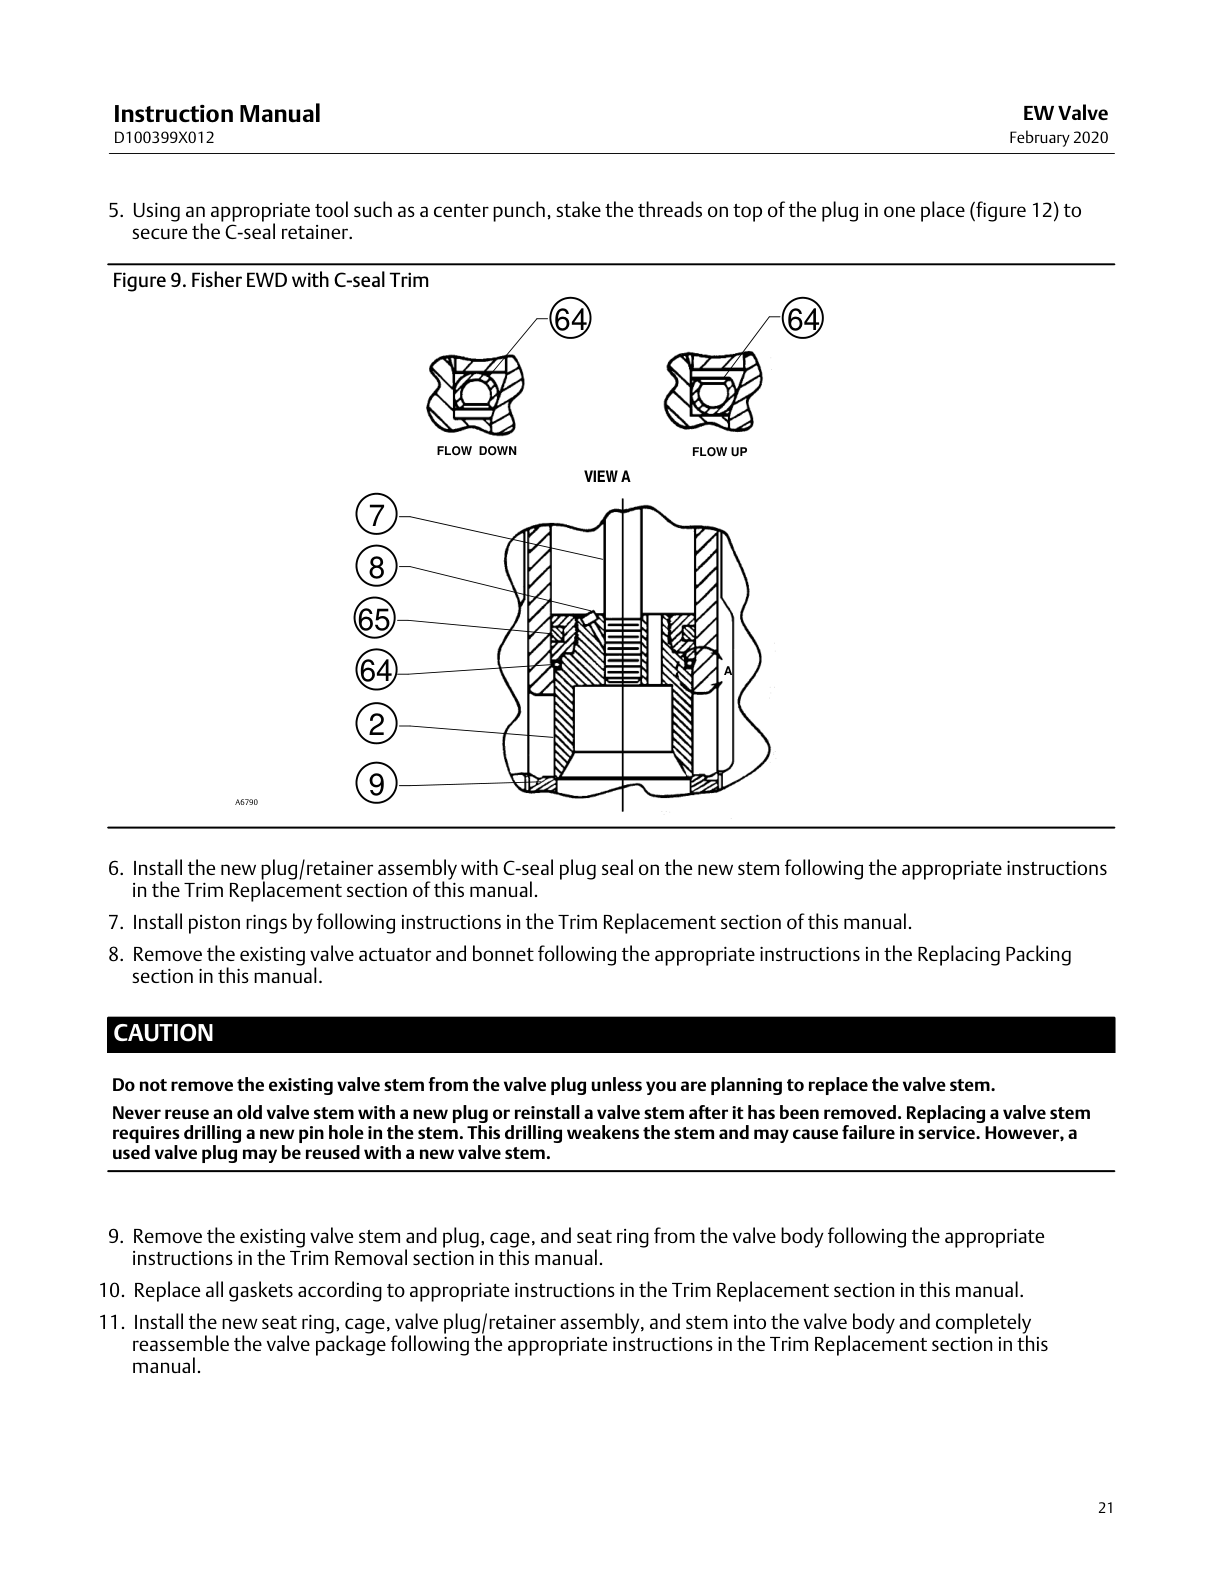 Instruction Manual
D100399X012
EW Valve
February 2020
5. Using an appropriate tool such as a center punch, stake the threads on top of the plug in one place (figure 12) to
secure the C-seal retainer.
Figure 9. Fisher EWD with C-seal Trim
64
64
FLOW DOWN
FLOW UP
VIEW A
7
8
65
64
A
2
9
A6790
6. Install the new plug/retainer assembly with C-seal plug seal on the new stem following the appropriate instructions
in the Trim Replacement section of this manual.
7. Install piston rings by following instructions in the Trim Replacement section of this manual.
8. Remove the existing valve actuator and bonnet following the appropriate instructions in the Replacing Packing
section in this manual.
CAUTION
Do not remove the existing valve stem from the valve plug unless you are planning to replace the valve stem.
Never reuse an old valve stem with a new plug or reinstall a valve stem after it has been removed. Replacing a valve stem
requires drilling a new pin hole in the stem. This drilling weakens the stem and may cause failure in service. However, a
used valve plug may be reused with a new valve stem.
9. Remove the existing valve stem and plug, cage, and seat ring from the valve body following the appropriate
instructions in the Trim Removal section in this manual.
10. Replace all gaskets according to appropriate instructions in the Trim Replacement section in this manual.
11. Install the new seat ring, cage, valve plug/retainer assembly, and stem into the valve body and completely
reassemble the valve package following the appropriate instructions in the Trim Replacement section in this
manual.
21